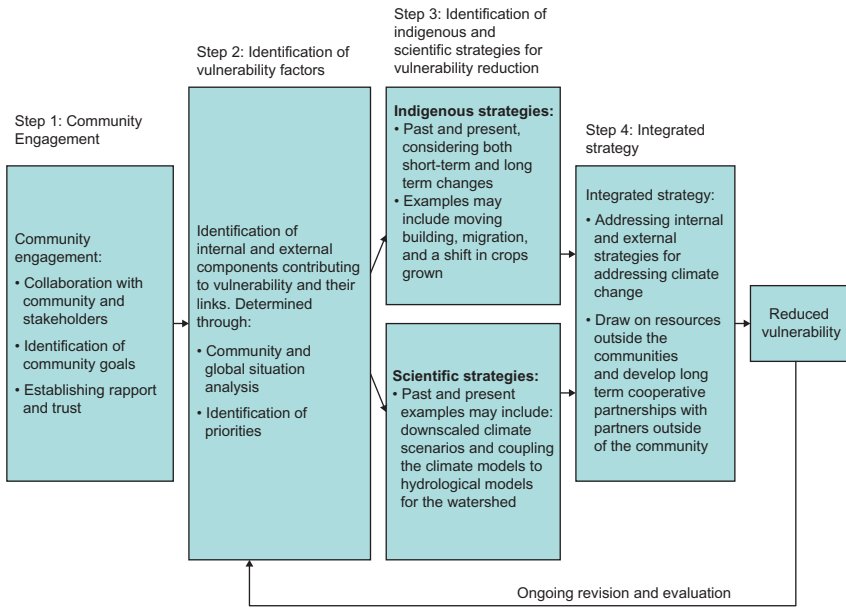 Step 1: Community
Engagement
Community
engagement:
• Collaboration with
community and
stakeholders
• Identification of
community goals
• Establishing rapport
and trust
Step 2: Identification of
vulnerability factors
Identification of
internal and external
components contributing
to vulnerability and their
links. Determined
through:
• Community and
global situation
analysis
• Identification of
priorities
Step 3: Identification of
indigenous and
scientific strategies for
vulnerability reduction
Indigenous strategies:
• Past and present,
considering both
short-term and long
term changes
• Examples may
include moving
building, migration,
and a shift in crops
grown
Scientific strategies:
• Past and present
examples may include:
downscaled climate
scenarios and coupling
the climate models to
hydrological models
for the watershed
Step 4: Integrated
strategy
Integrated strategy:
• Addressing internal
and external
strategies for
addressing climate
change
• Draw on resources
outside the
communities
and develop long
term cooperative
partnerships with
partners outside
of the community
Reduced
vulnerability
Ongoing revision and evaluation